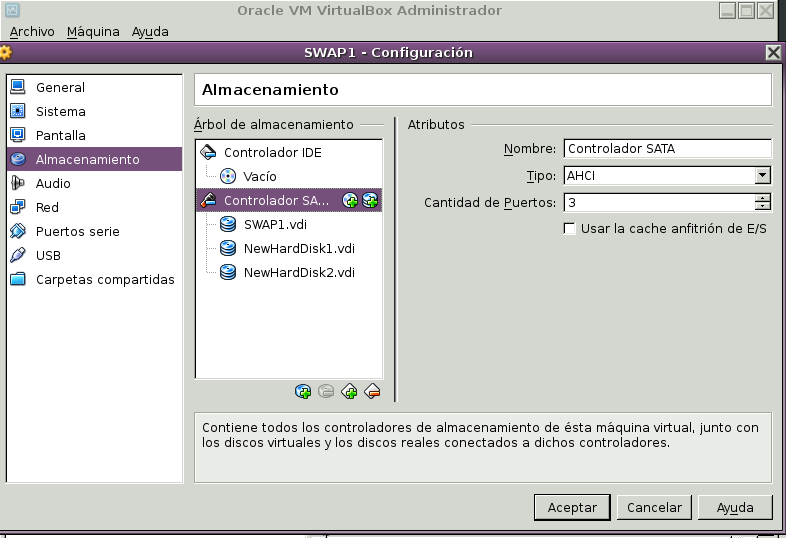 Oracle VM VirtualBox Administrador
Archivo Máquina Ayuda
SWAP1 - Configuración
General
Sistema
Pantalla
Almacenamiento
Audio
Red
Puertos serie
USB
Carpetas compartidas
Almacenamiento
Árbol de almacenamiento
Controlador IDE
Vacío
Controlador SA...
SWAP1.vdi
NewHardDisk1.vdi
NewHardDisk2.vdi
Atributos
Nombre: Controlador SATA
Tipo: AHCI
Cantidad de Puertos: 3
Usar la cache anfitrión de E/S
Contiene todos los controladores de almacenamiento de ésta máquina virtual, junto con
los discos virtuales y los discos reales conectados a dichos controladores.
Aceptar Cancelar Ayuda